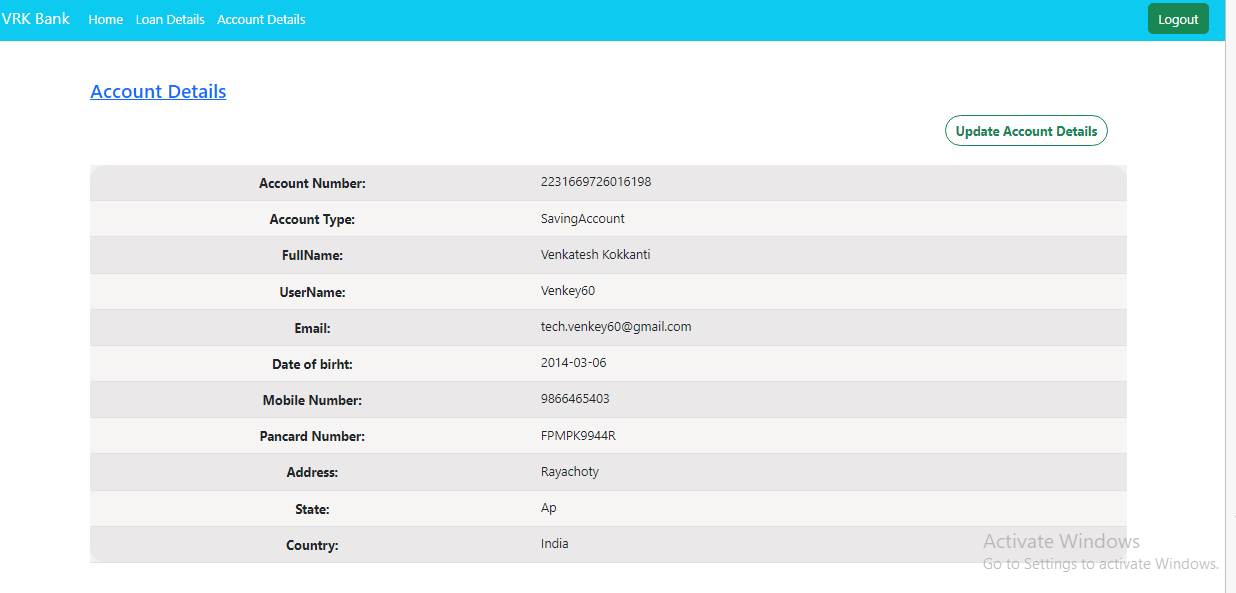 VRK Bank Home Loan Details Account Details Logout
Account Details
Update Account Details
Account Number: 2231669726016198
Account Type: SavingAccount
FullName: Venkatesh Kokkanti
UserName: Venkey60
Email: tech.venkey60@gmail.com
Date of birht: 2014-03-06
Mobile Number: 9866465403
Pancard Number: FPMPK9944R
Address: Rayachoty
State: Ap
Country: India
Activate Windows
Go to Settings to activate Windows.